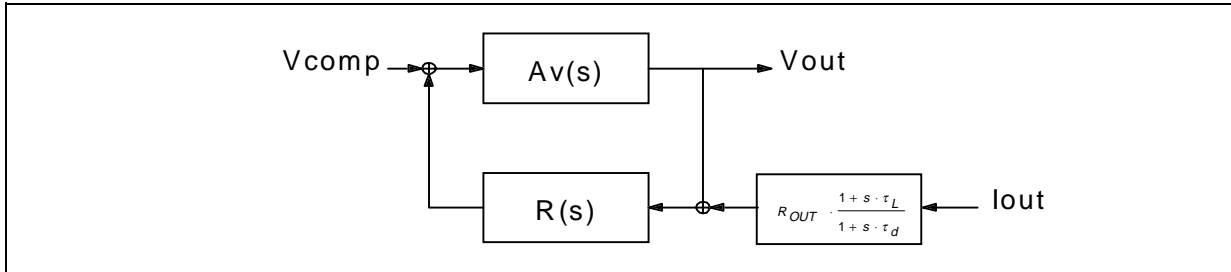 Vcomp
Av(s)
Vout
R(s)
R_OUT · (1 + s · τ_L) / (1 + s · τ_d)
Iout